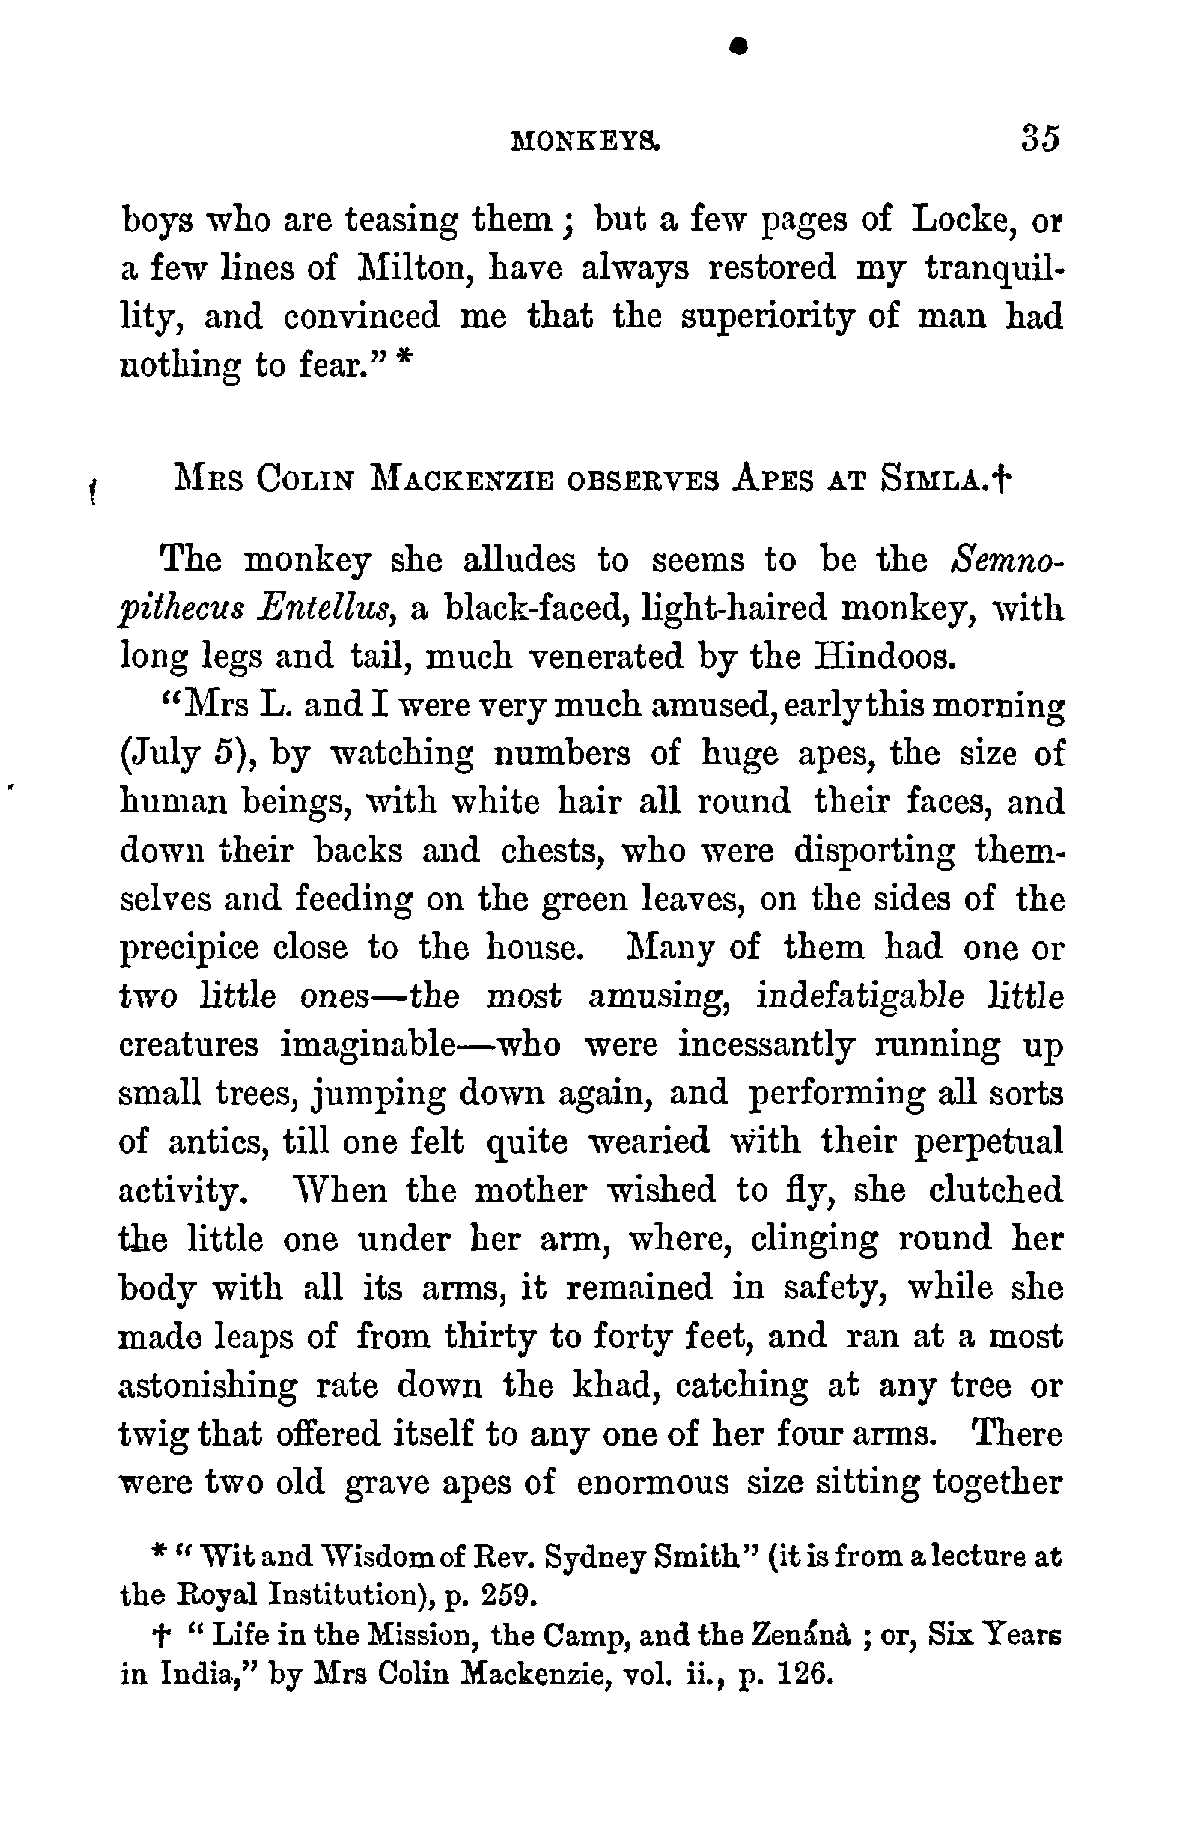 MONKEYS. 35
boys who are teasing them ; but a few pages of Locke, or
a few lines of Milton, have always restored my tranquil-
lity, and convinced me that the superiority of man had
nothing to fear.” *
MRS COLIN MACKENZIE OBSERVES APES AT SIMLA.†
The monkey she alludes to seems to be the Semno-
pithecus Entellus, a black-faced, light-haired monkey, with
long legs and tail, much venerated by the Hindoos.
“Mrs L. and I were very much amused, early this morning
(July 5), by watching numbers of huge apes, the size of
human beings, with white hair all round their faces, and
down their backs and chests, who were disporting them-
selves and feeding on the green leaves, on the sides of the
precipice close to the house. Many of them had one or
two little ones—the most amusing, indefatigable little
creatures imaginable—who were incessantly running up
small trees, jumping down again, and performing all sorts
of antics, till one felt quite wearied with their perpetual
activity. When the mother wished to fly, she clutched
the little one under her arm, where, clinging round her
body with all its arms, it remained in safety, while she
made leaps of from thirty to forty feet, and ran at a most
astonishing rate down the khad, catching at any tree or
twig that offered itself to any one of her four arms. There
were two old grave apes of enormous size sitting together
* “ Wit and Wisdom of Rev. Sydney Smith” (it is from a lecture at
the Royal Institution), p. 259.
† “ Life in the Mission, the Camp, and the Zenánà ; or, Six Years
in India,” by Mrs Colin Mackenzie, vol. ii., p. 126.